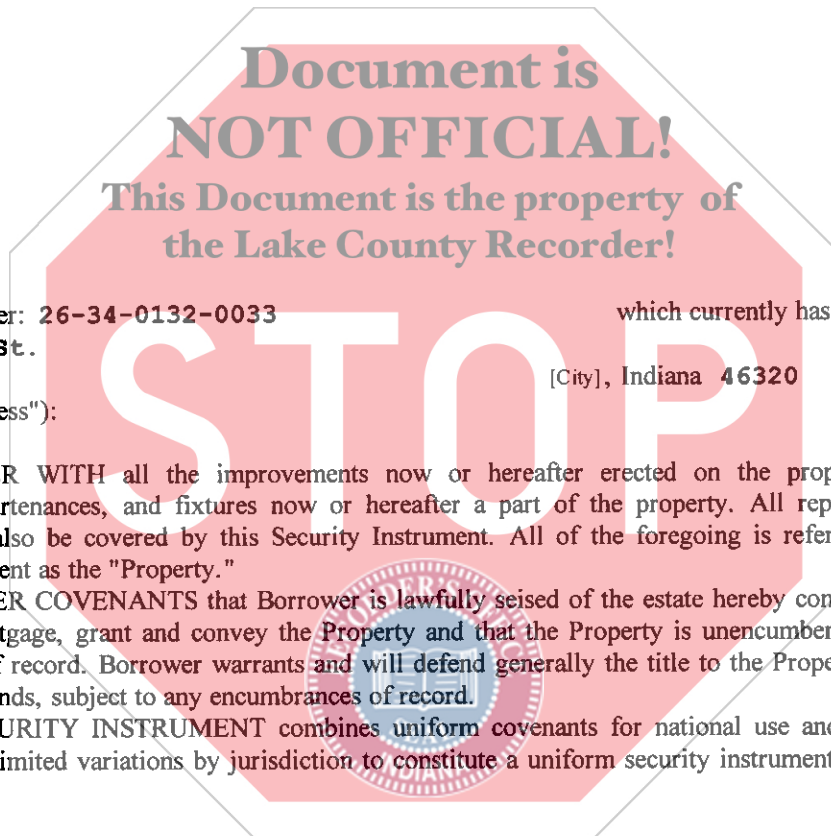 Document is
NOT OFFICIAL!
This Document is the property of
the Lake County Recorder!
er: 26-34-0132-0033 which currently has
St.
[City], Indiana 46320
ess"):
STOP
R WITH all the improvements now or hereafter erected on the prop
rtenances, and fixtures now or hereafter a part of the property. All rep
lso be covered by this Security Instrument. All of the foregoing is refer
ent as the "Property."
ER COVENANTS that Borrower is lawfully seised of the estate hereby con
tgage, grant and convey the Property and that the Property is unencumber
f record. Borrower warrants and will defend generally the title to the Prope
nds, subject to any encumbrances of record.
URITY INSTRUMENT combines uniform covenants for national use and
imited variations by jurisdiction to constitute a uniform security instrument
SEAL
INDIANA